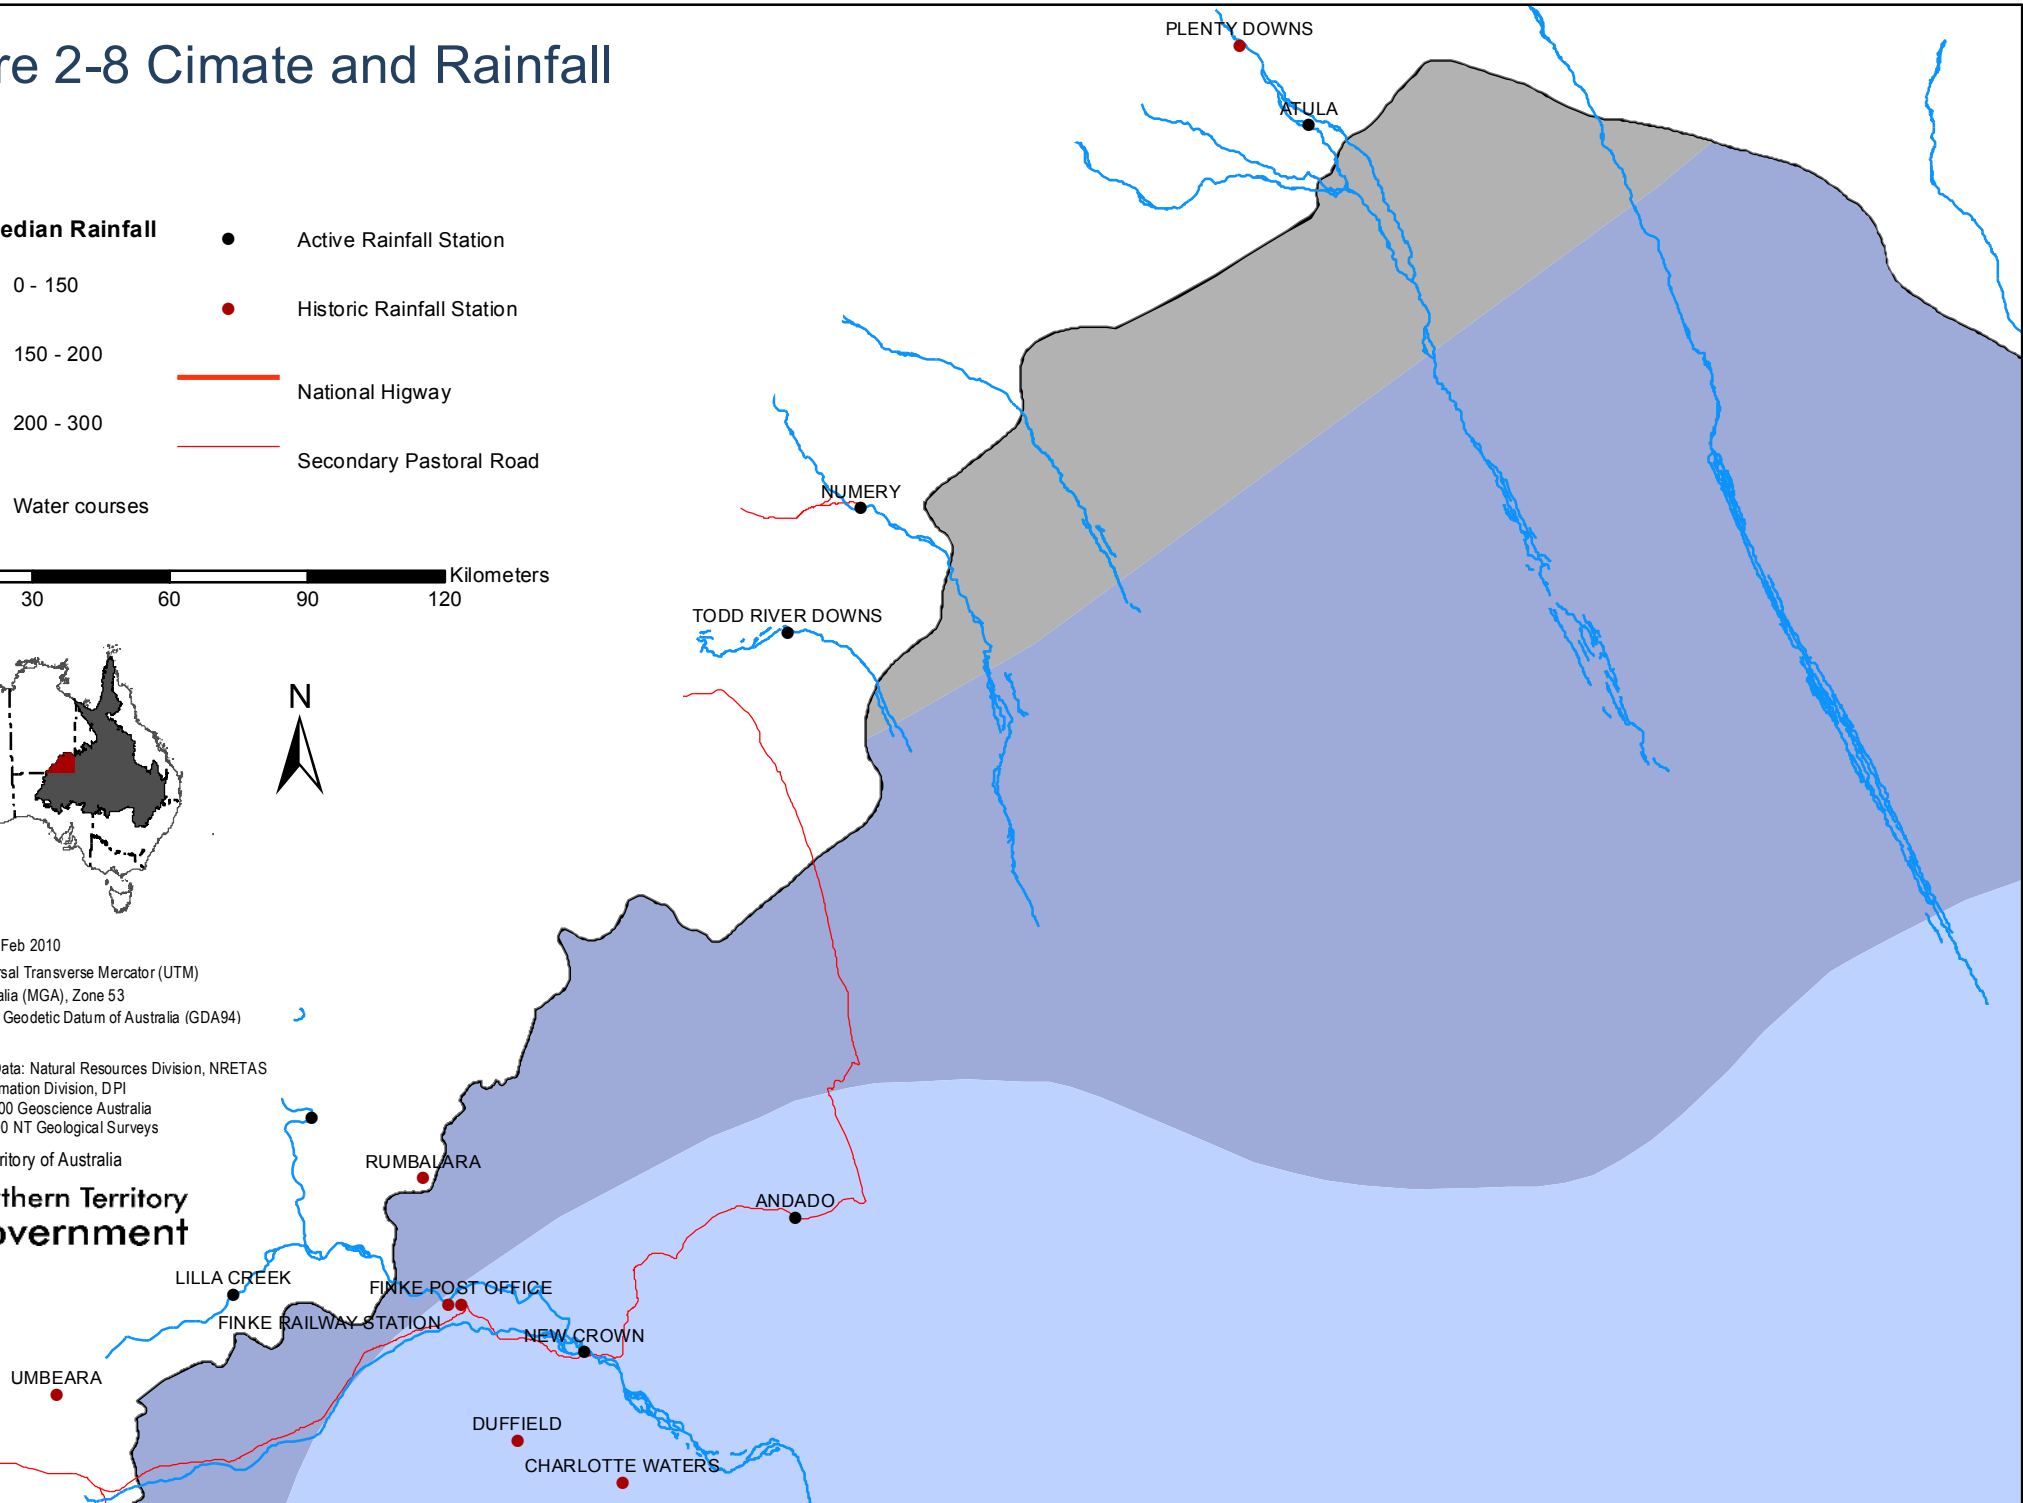 re 2-8 Cimate and Rainfall
PLENTY DOWNS
ATULA
edian Rainfall
Active Rainfall Station
0 - 150
Historic Rainfall Station
150 - 200
National Higway
200 - 300
Secondary Pastoral Road
NUMERY
Water courses
Kilometers
30 60 90 120
TODD RIVER DOWNS
N
Feb 2010
rsal Transverse Mercator (UTM)
alia (MGA), Zone 53
Geodetic Datum of Australia (GDA94)
Data: Natural Resources Division, NRETAS
mation Division, DPI
00 Geoscience Australia
0 NT Geological Surveys
ritory of Australia
RUMBALARA
thern Territory
overnment
ANDADO
LILLA CREEK
FINKE POST OFFICE
FINKE RAILWAY STATION
NEW CROWN
UMBEARA
DUFFIELD
CHARLOTTE WATERS